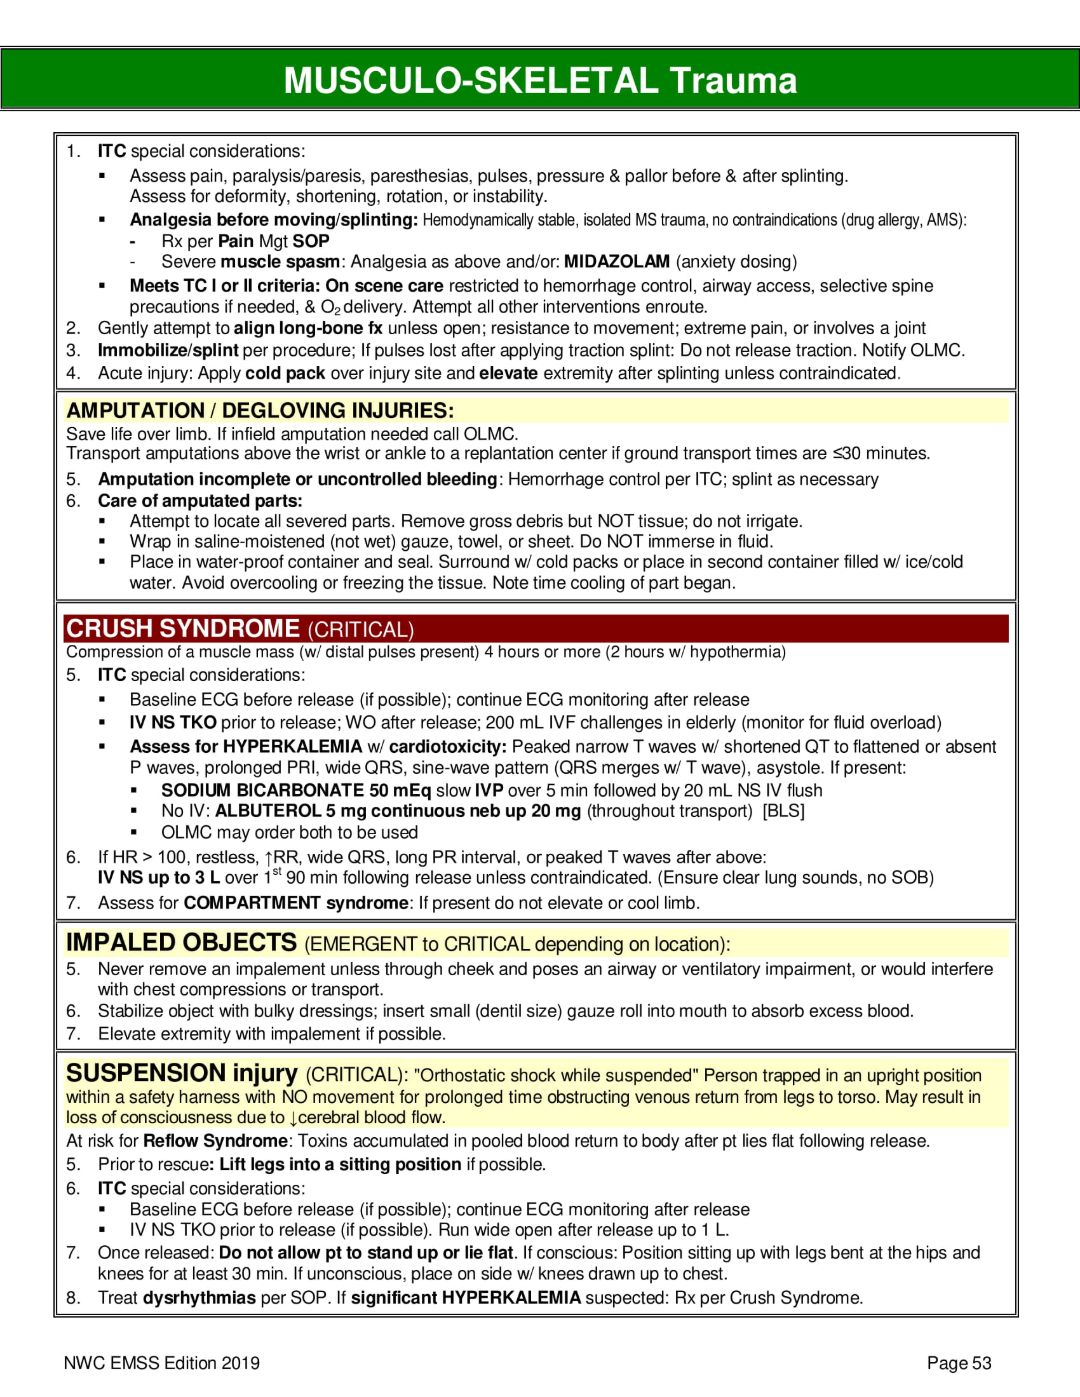 MUSCULO-SKELETAL Trauma
1. ITC special considerations:
▪ Assess pain, paralysis/paresis, paresthesias, pulses, pressure & pallor before & after splinting.
Assess for deformity, shortening, rotation, or instability.
▪ Analgesia before moving/splinting: Hemodynamically stable, isolated MS trauma, no contraindications (drug allergy, AMS):
- Rx per Pain Mgt SOP
- Severe muscle spasm: Analgesia as above and/or: MIDAZOLAM (anxiety dosing)
▪ Meets TC I or II criteria: On scene care restricted to hemorrhage control, airway access, selective spine
precautions if needed, & O2 delivery. Attempt all other interventions enroute.
2. Gently attempt to align long-bone fx unless open; resistance to movement; extreme pain, or involves a joint
3. Immobilize/splint per procedure; If pulses lost after applying traction splint: Do not release traction. Notify OLMC.
4. Acute injury: Apply cold pack over injury site and elevate extremity after splinting unless contraindicated.
AMPUTATION / DEGLOVING INJURIES:
Save life over limb. If infield amputation needed call OLMC.
Transport amputations above the wrist or ankle to a replantation center if ground transport times are ≤30 minutes.
5. Amputation incomplete or uncontrolled bleeding: Hemorrhage control per ITC; splint as necessary
6. Care of amputated parts:
▪ Attempt to locate all severed parts. Remove gross debris but NOT tissue; do not irrigate.
▪ Wrap in saline-moistened (not wet) gauze, towel, or sheet. Do NOT immerse in fluid.
▪ Place in water-proof container and seal. Surround w/ cold packs or place in second container filled w/ ice/cold
water. Avoid overcooling or freezing the tissue. Note time cooling of part began.
CRUSH SYNDROME (CRITICAL)
Compression of a muscle mass (w/ distal pulses present) 4 hours or more (2 hours w/ hypothermia)
5. ITC special considerations:
▪ Baseline ECG before release (if possible); continue ECG monitoring after release
▪ IV NS TKO prior to release; WO after release; 200 mL IVF challenges in elderly (monitor for fluid overload)
▪ Assess for HYPERKALEMIA w/ cardiotoxicity: Peaked narrow T waves w/ shortened QT to flattened or absent
P waves, prolonged PRI, wide QRS, sine-wave pattern (QRS merges w/ T wave), asystole. If present:
▪ SODIUM BICARBONATE 50 mEq slow IVP over 5 min followed by 20 mL NS IV flush
▪ No IV: ALBUTEROL 5 mg continuous neb up 20 mg (throughout transport) [BLS]
▪ OLMC may order both to be used
6. If HR > 100, restless, ↑RR, wide QRS, long PR interval, or peaked T waves after above:
IV NS up to 3 L over 1st 90 min following release unless contraindicated. (Ensure clear lung sounds, no SOB)
7. Assess for COMPARTMENT syndrome: If present do not elevate or cool limb.
IMPALED OBJECTS (EMERGENT to CRITICAL depending on location):
5. Never remove an impalement unless through cheek and poses an airway or ventilatory impairment, or would interfere
with chest compressions or transport.
6. Stabilize object with bulky dressings; insert small (dentil size) gauze roll into mouth to absorb excess blood.
7. Elevate extremity with impalement if possible.
SUSPENSION injury (CRITICAL): "Orthostatic shock while suspended" Person trapped in an upright position
within a safety harness with NO movement for prolonged time obstructing venous return from legs to torso. May result in
loss of consciousness due to ↓cerebral blood flow.
At risk for Reflow Syndrome: Toxins accumulated in pooled blood return to body after pt lies flat following release.
5. Prior to rescue: Lift legs into a sitting position if possible.
6. ITC special considerations:
▪ Baseline ECG before release (if possible); continue ECG monitoring after release
▪ IV NS TKO prior to release (if possible). Run wide open after release up to 1 L.
7. Once released: Do not allow pt to stand up or lie flat. If conscious: Position sitting up with legs bent at the hips and
knees for at least 30 min. If unconscious, place on side w/ knees drawn up to chest.
8. Treat dysrhythmias per SOP. If significant HYPERKALEMIA suspected: Rx per Crush Syndrome.
NWC EMSS Edition 2019 Page 53